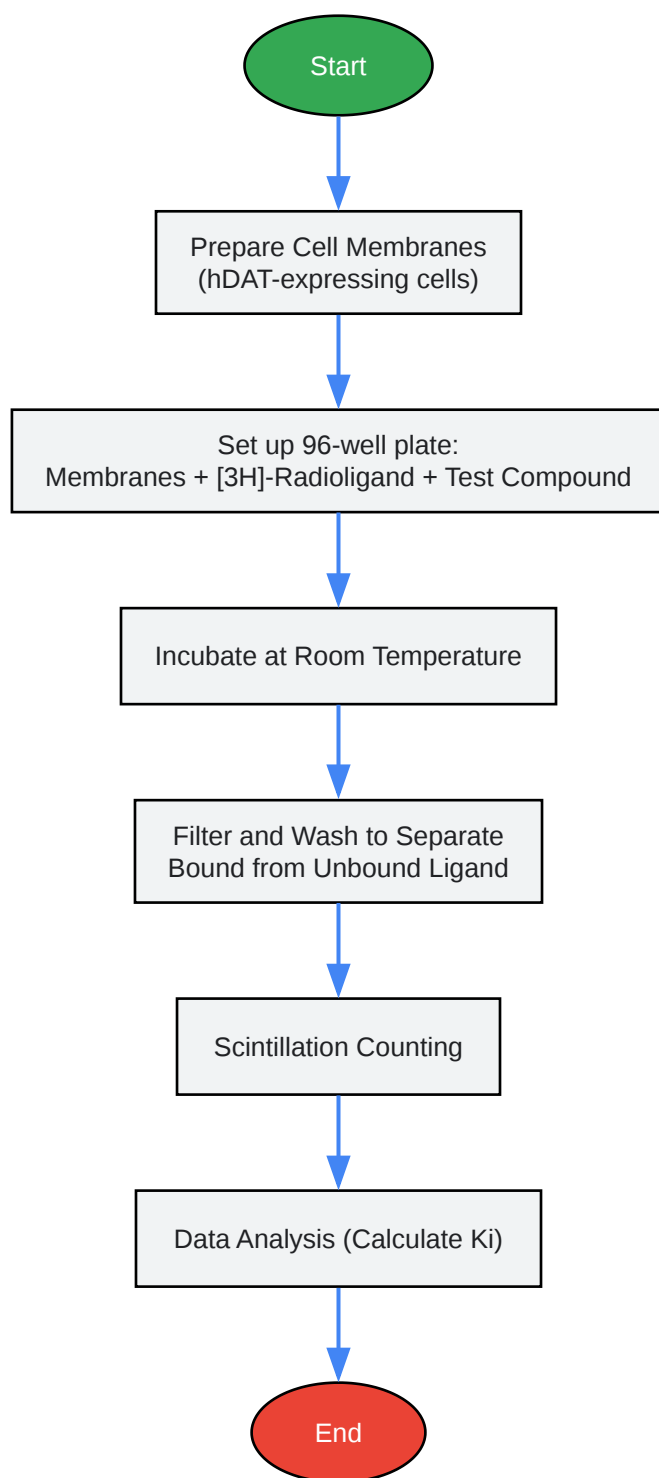 Start
Prepare Cell Membranes
(hDAT-expressing cells)
Set up 96-well plate:
Membranes + [3H]-Radioligand + Test Compound
Incubate at Room Temperature
Filter and Wash to Separate
Bound from Unbound Ligand
Scintillation Counting
Data Analysis (Calculate Ki)
End